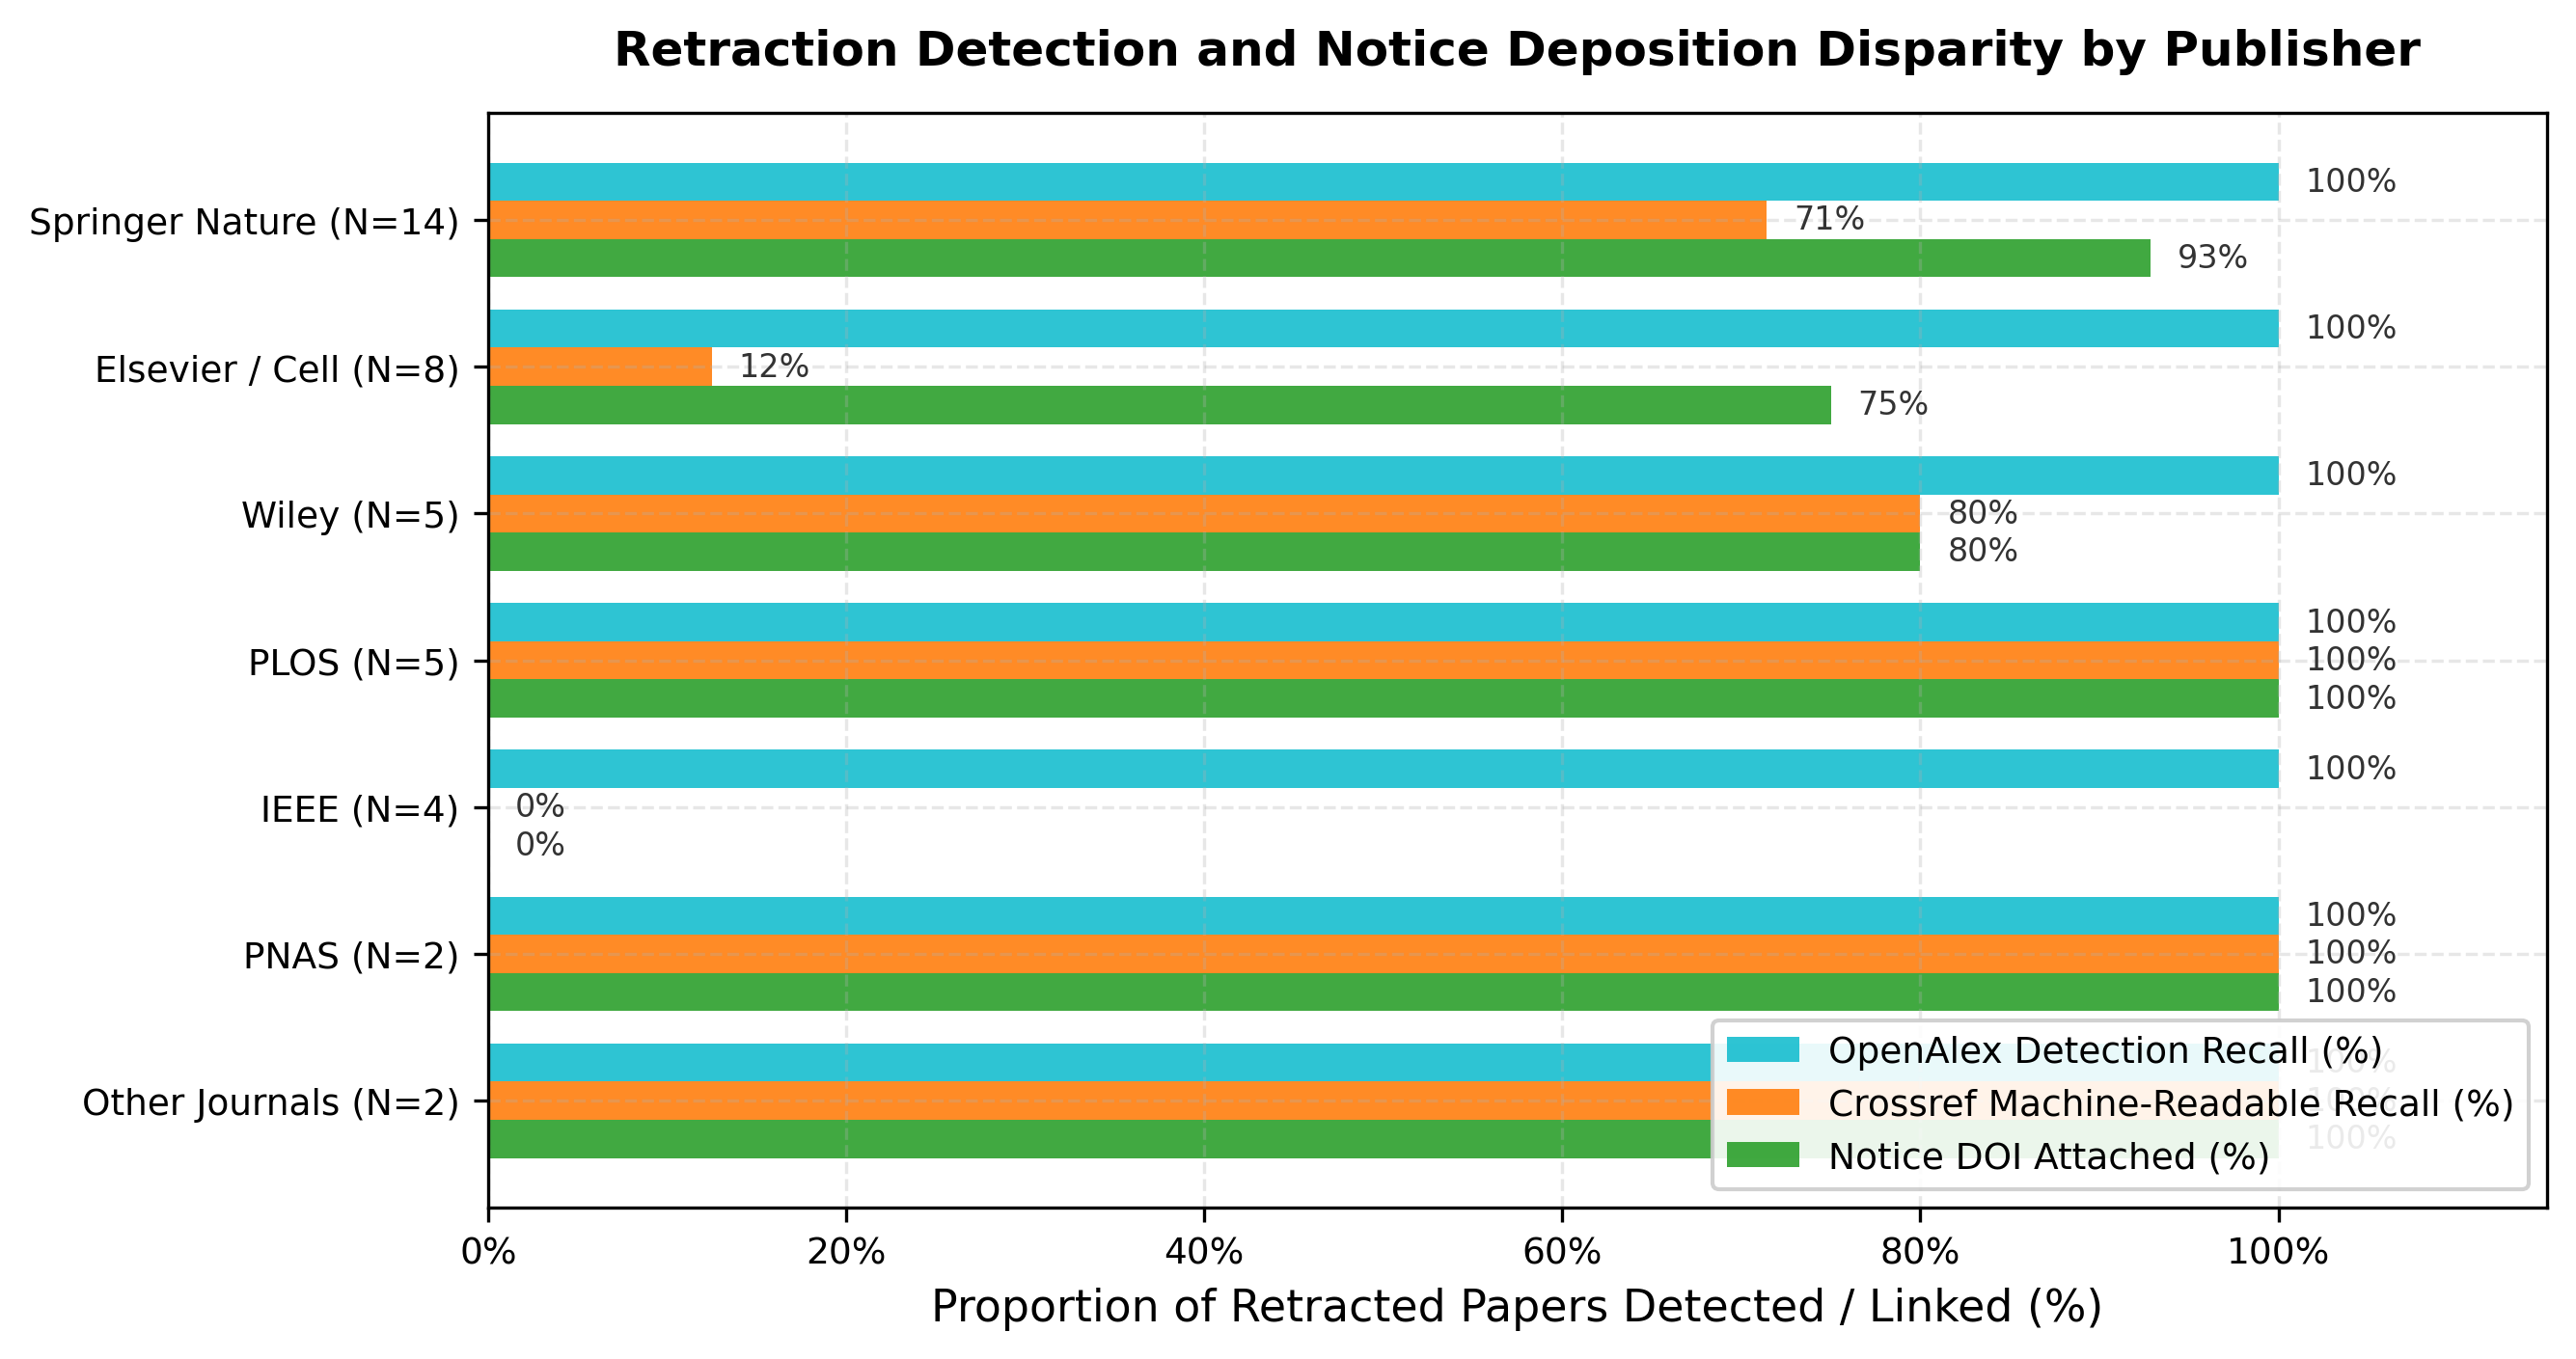 Retraction Detection and Notice Deposition Disparity by Publisher
Springer Nature (N=14)
100%
71%
93%
Elsevier / Cell (N=8)
100%
12%
75%
Wiley (N=5)
100%
80%
80%
PLOS (N=5)
100%
100%
100%
IEEE (N=4)
100%
0%
0%
PNAS (N=2)
100%
100%
100%
Other Journals (N=2)
100%
100%
100%
OpenAlex Detection Recall (%)
Crossref Machine-Readable Recall (%)
Notice DOI Attached (%)
0%
20%
40%
60%
80%
100%
Proportion of Retracted Papers Detected / Linked (%)